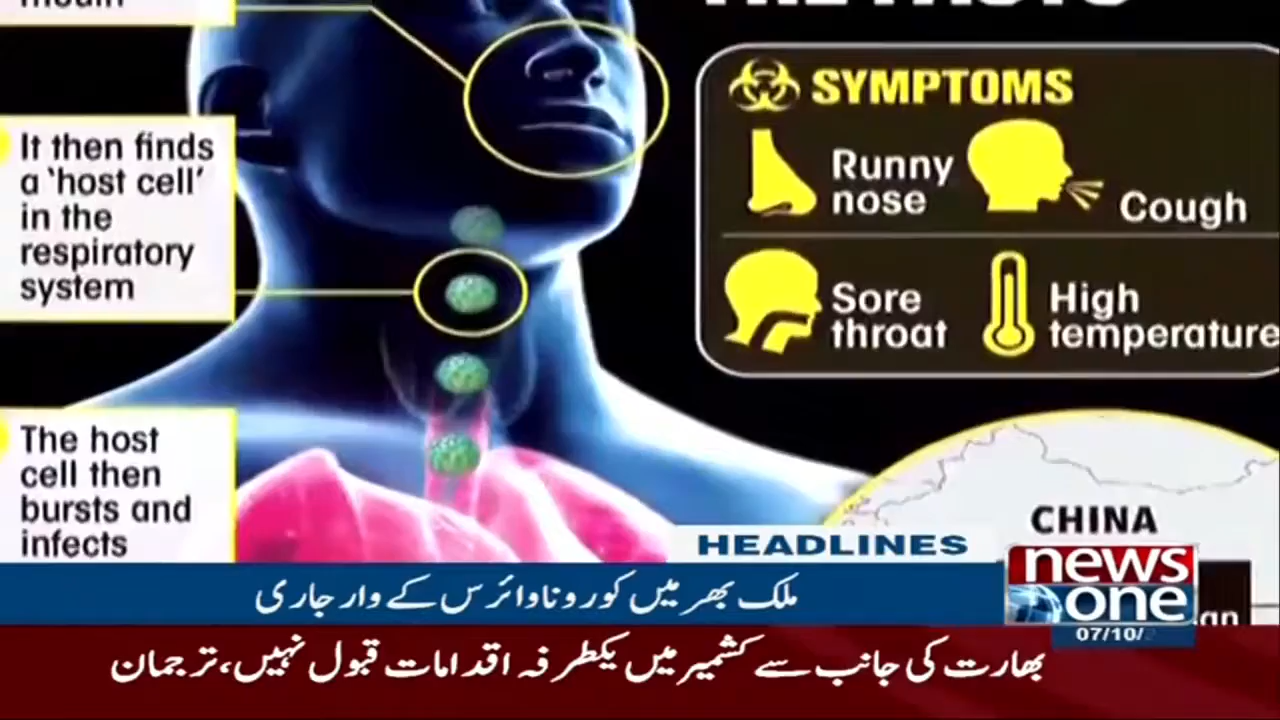 It then finds
a 'host cell'
in the
respiratory
system
The host
cell then
bursts and
infects
SYMPTOMS
Runny
nose
Cough
Sore
throat
High
temperature
CHINA
HEADLINES
news
one
07/10/
ملک بھر میں کورونا وائرس کے وار جاری
بھارت کی جانب سے کشمیر میں یکطرفہ اقدامات قبول نہیں، ترجمان